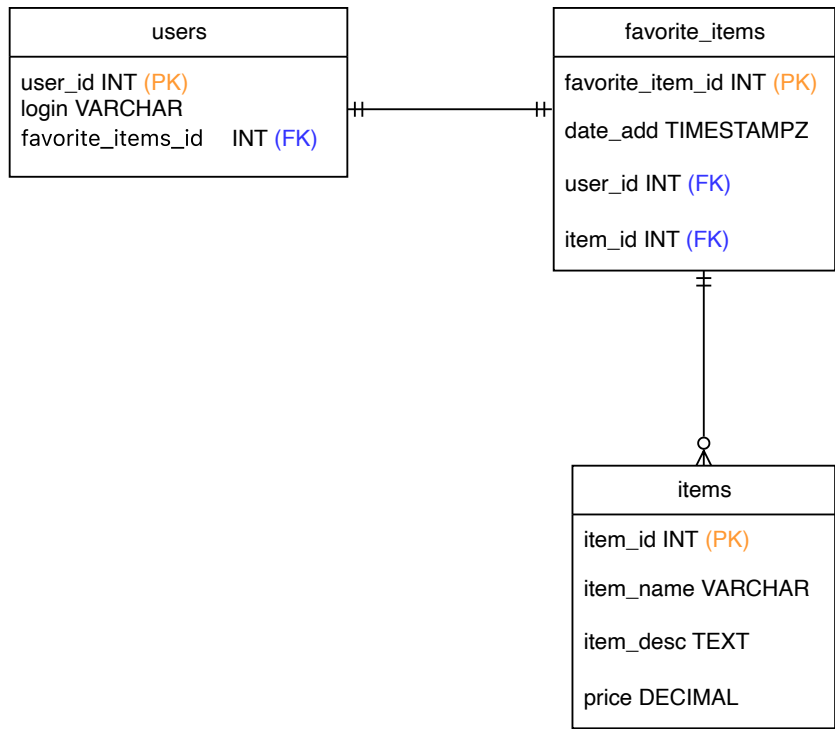 users
user_id INT (PK)
login VARCHAR
favorite_items_id INT (FK)
favorite_items
favorite_item_id INT (PK)
date_add TIMESTAMPZ
user_id INT (FK)
item_id INT (FK)
items
item_id INT (PK)
item_name VARCHAR
item_desc TEXT
price DECIMAL